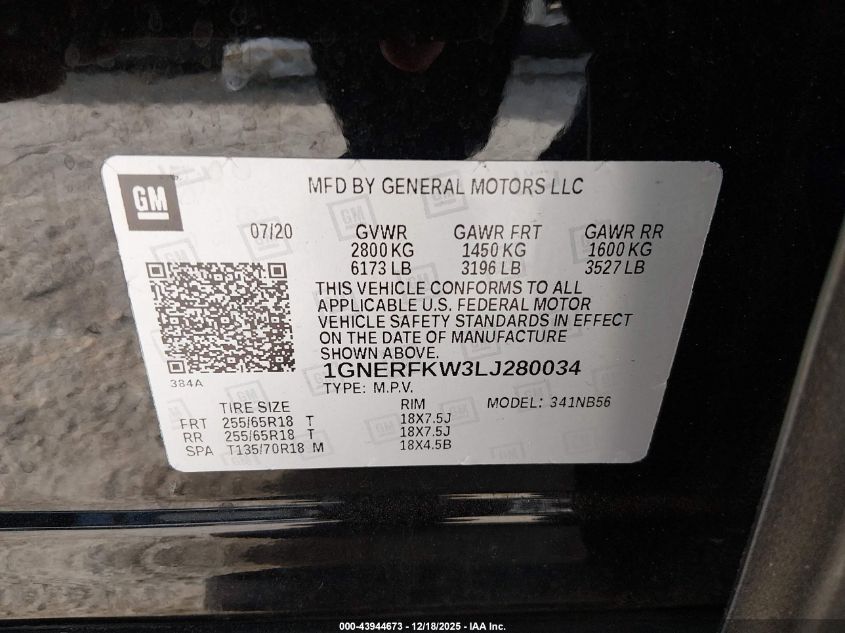 GM
MFD BY GENERAL MOTORS LLC
07/20 GVWR GAWR FRT GAWR RR
2800 KG 1450 KG 1600 KG
6173 LB 3196 LB 3527 LB
THIS VEHICLE CONFORMS TO ALL
APPLICABLE U.S. FEDERAL MOTOR
VEHICLE SAFETY STANDARDS IN EFFECT
ON THE DATE OF MANUFACTURE
SHOWN ABOVE.
1GNERFKW3LJ280034
384A
TYPE: M.P.V.
TIRE SIZE RIM MODEL: 341NB56
FRT 255/65R18 T 18X7.5J
RR 255/65R18 T 18X7.5J
SPA T135/70R18 M 18X4.5B
000-43944673 - 12/18/2025 - IAA Inc.